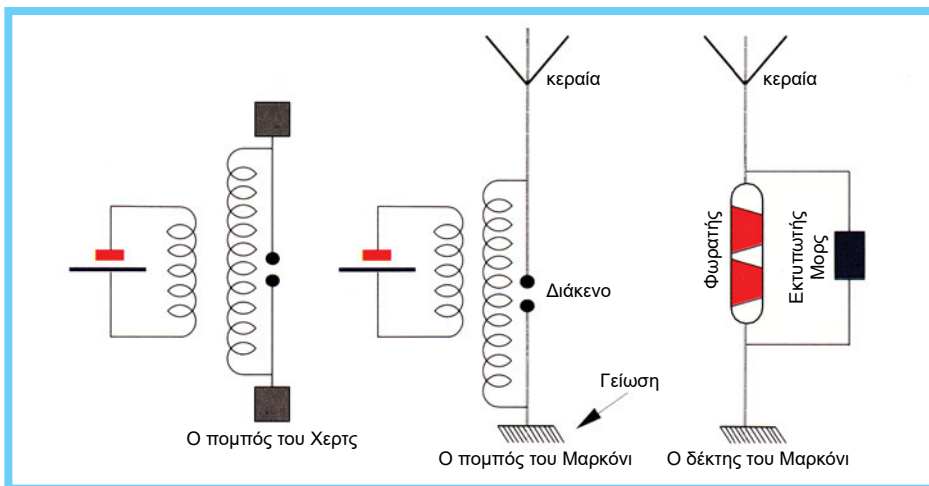 κεραία
κεραία
Φωρατής
Εκτυπωτής
Μορς
Διάκενο
Γείωση
Ο πομπός του Χερτς
Ο πομπός του Μαρκόνι
Ο δέκτης του Μαρκόνι